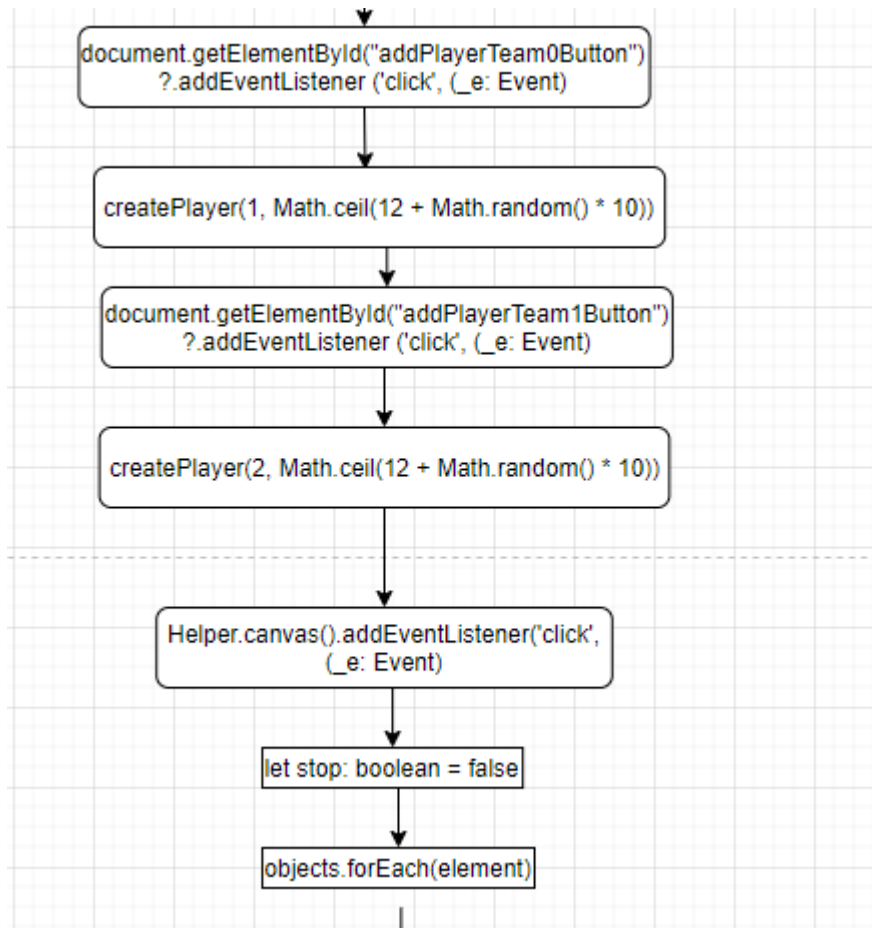 document.getElementById("addPlayerTeam0Button")
?.addEventListener ('click', (_e: Event)
createPlayer(1, Math.ceil(12 + Math.random() * 10))
document.getElementById("addPlayerTeam1Button")
?.addEventListener ('click', (_e: Event)
createPlayer(2, Math.ceil(12 + Math.random() * 10))
Helper.canvas().addEventListener('click',
(_e: Event)
let stop: boolean = false
objects.forEach(element)